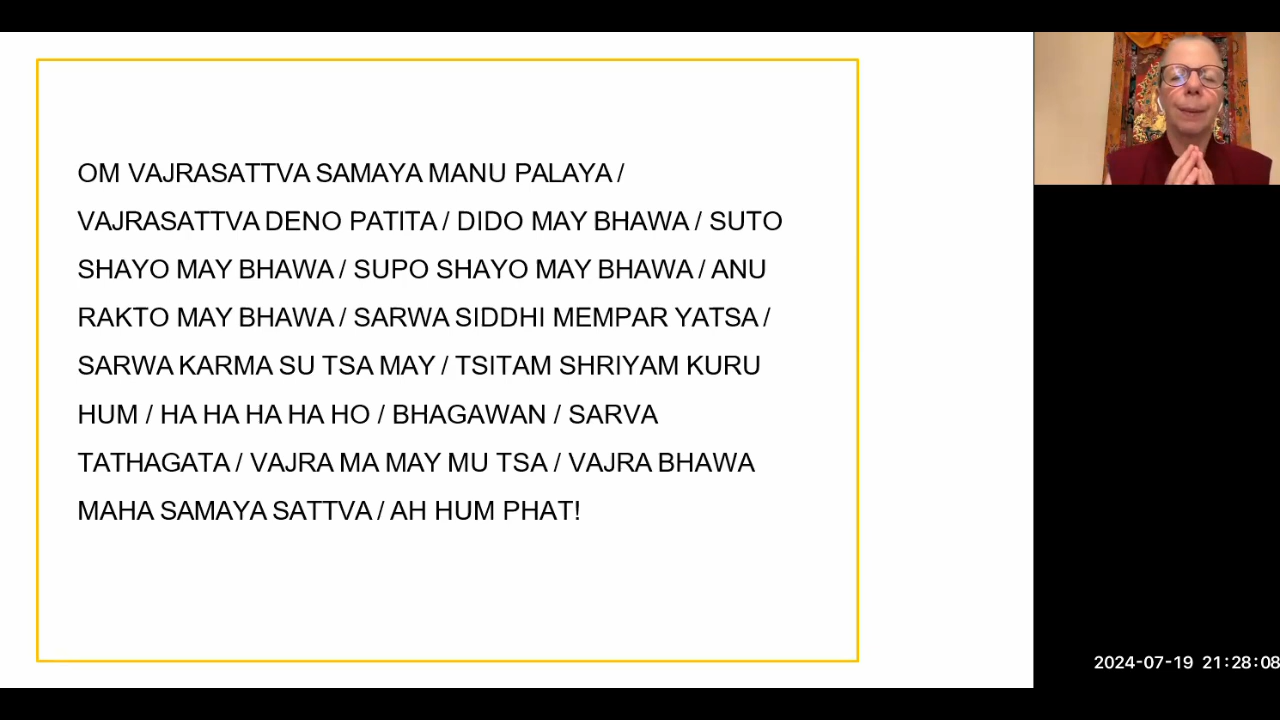 OM VAJRASATTVA SAMAYA MANU PALAYA /
VAJRASATTVA DENO PATITA / DIDO MAY BHAWA / SUTO
SHAYO MAY BHAWA / SUPO SHAYO MAY BHAWA / ANU
RAKTO MAY BHAWA / SARWA SIDDHI MEMPAR YATSA /
SARWA KARMA SU TSA MAY / TSITAM SHRIYAM KURU
HUM / HA HA HA HA HO / BHAGAWAN / SARVA
TATHAGATA / VAJRA MA MAY MU TSA / VAJRA BHAWA
MAHA SAMAYA SATTVA / AH HUM PHAT!
2024-07-19 21:28:08